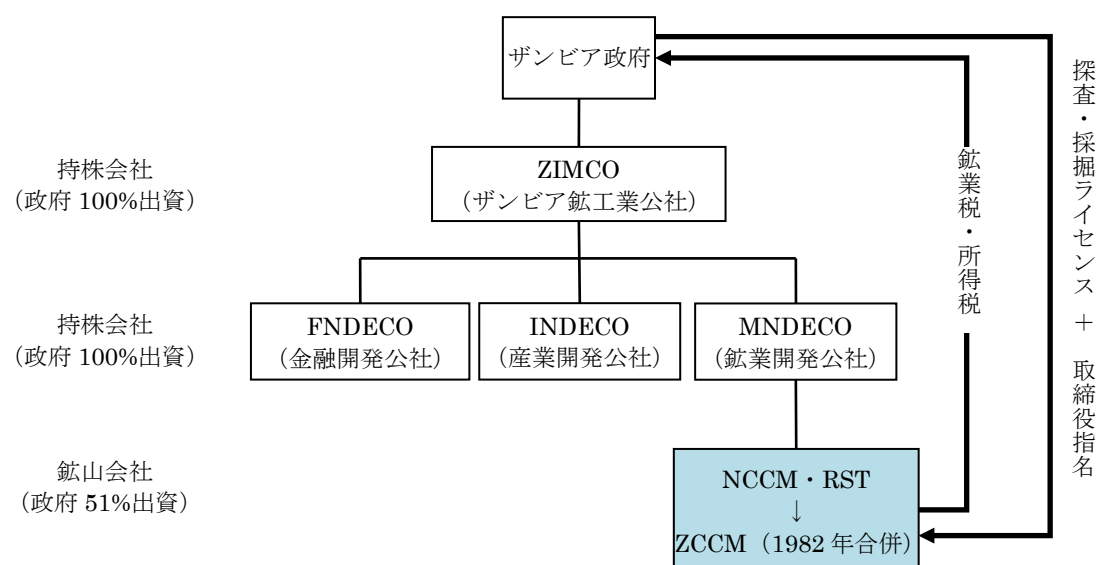 ザンビア政府
持株会社
（政府 100%出資）
ZIMCO
（ザンビア鉱工業公社）
持株会社
（政府 100%出資）
FNDECO
（金融開発公社）
INDECO
（産業開発公社）
MNDECO
（鉱業開発公社）
鉱山会社
（政府 51%出資）
NCCM・RST
↓
ZCCM（1982 年合併）
鉱業税・所得税
探査・採掘ライセンス ＋ 取締役指名